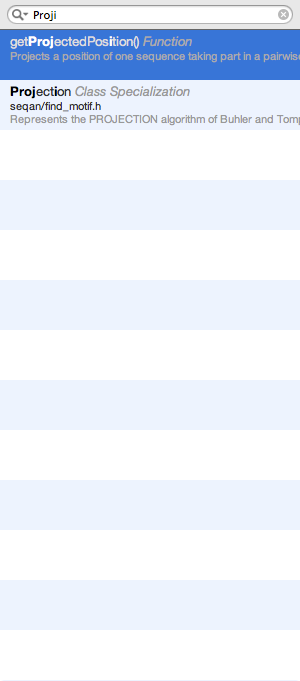 Proji
getProjectedPosition() Function
Projects a position of one sequence taking part in a pairwise
Projection Class Specialization
seqan/find_motif.h
Represents the PROJECTION algorithm of Buhler and Tomp